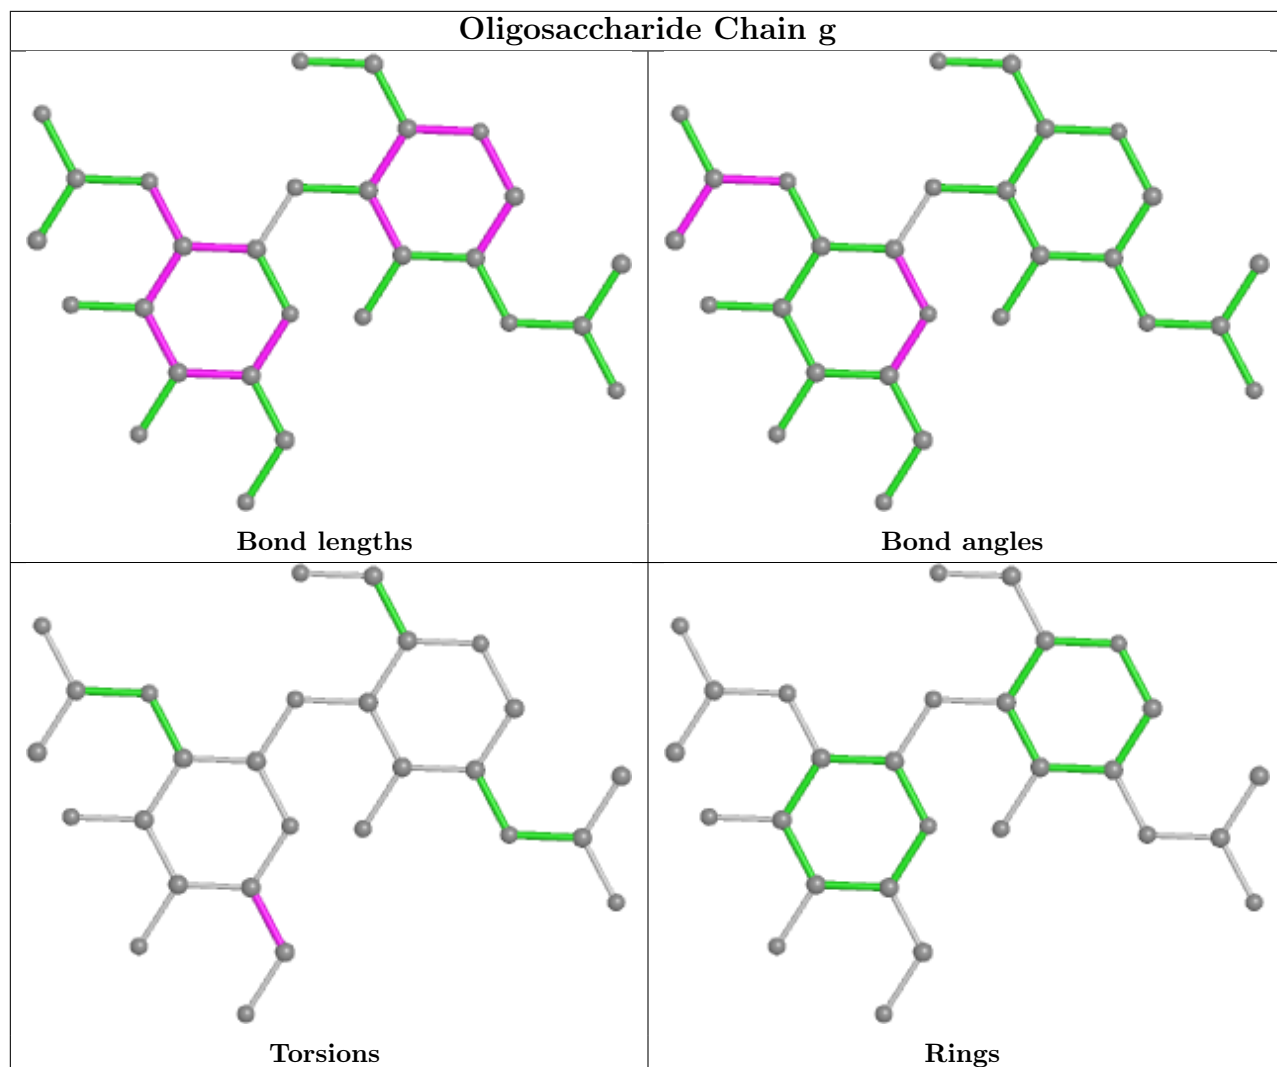 Oligosaccharide Chain g
Bond lengths
Bond angles
Torsions
Rings